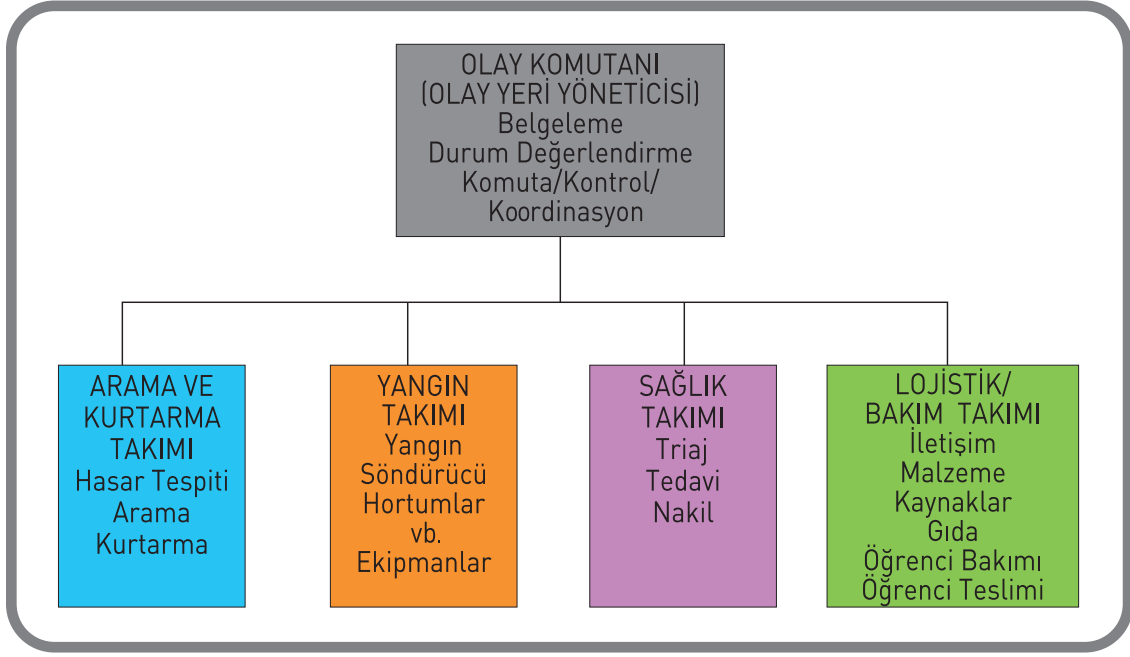 OLAY KOMUTANI
(OLAY YERİ YÖNETİCİSİ)
Belgeleme
Durum Değerlendirme
Komuta/Kontrol/
Koordinasyon
ARAMA VE
KURTARMA
TAKIMI
Hasar Tespiti
Arama
Kurtarma
YANGIN
TAKIMI
Yangın
Söndürücü
Hortumlar
vb.
Ekipmanlar
SAĞLIK
TAKIMI
Triaj
Tedavi
Nakil
LOJİSTİK/
BAKIM TAKIMI
İletişim
Malzeme
Kaynaklar
Gıda
Öğrenci Bakımı
Öğrenci Teslimi